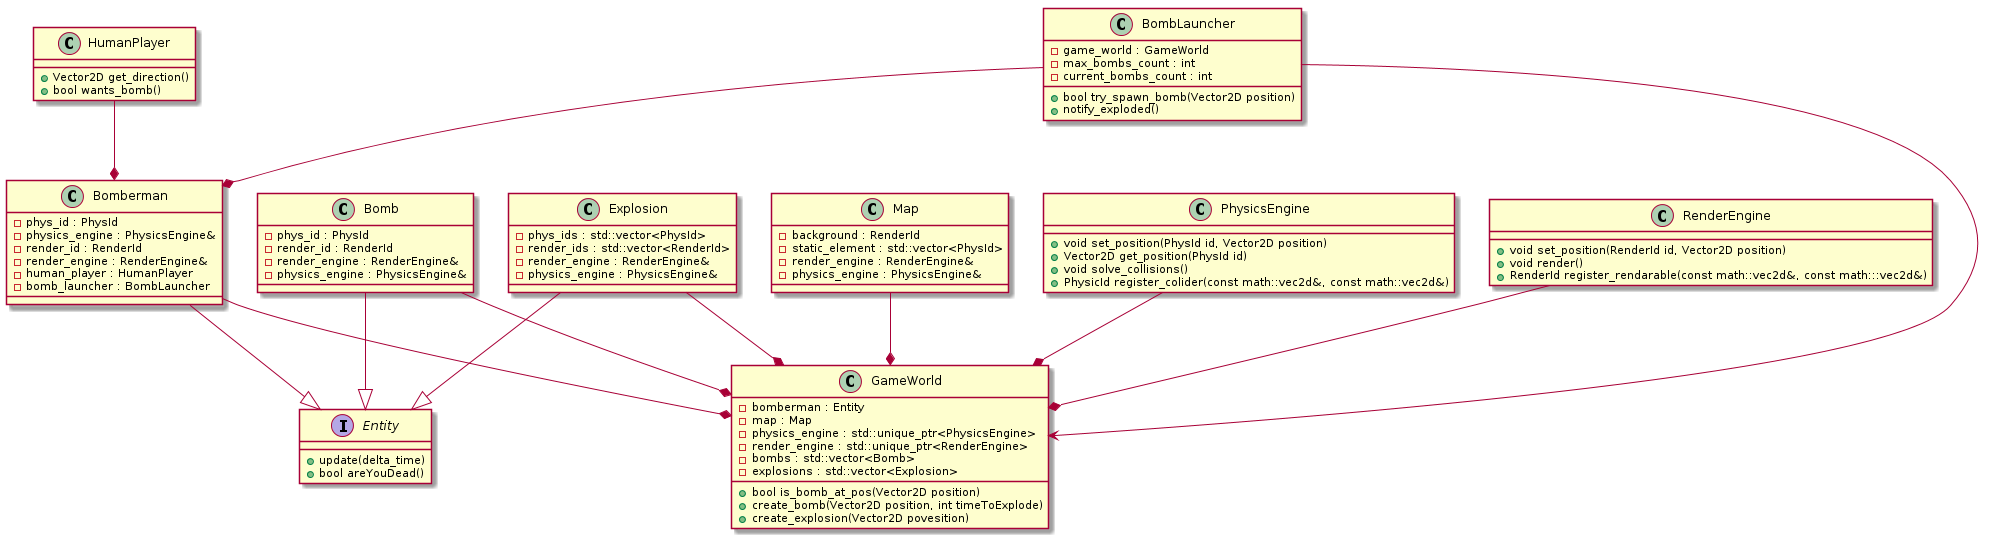 C HumanPlayer
Vector2D get_direction()
bool wants_bomb()
C BombLauncher
game_world : GameWorld
max_bombs_count : int
current_bombs_count : int
bool try_spawn_bomb(Vector2D position)
notify_exploded()
C Bomberman
phys_id : PhysId
physics_engine : PhysicsEngine&
render_id : RenderId
render_engine : RenderEngine&
human_player : HumanPlayer
bomb_launcher : BombLauncher
C Bomb
phys_id : PhysId
render_id : RenderId
render_engine : RenderEngine&
physics_engine : PhysicsEngine&
C Explosion
phys_ids : std::vector<PhysId>
render_ids : std::vector<RenderId>
render_engine : RenderEngine&
physics_engine : PhysicsEngine&
C Map
background : RenderId
static_element : std::vector<PhysId>
render_engine : RenderEngine&
physics_engine : PhysicsEngine&
C PhysicsEngine
void set_position(PhysId id, Vector2D position)
Vector2D get_position(PhysId id)
void solve_collisions()
PhysicId register_colider(const math::vec2d&, const math::vec2d&)
C RenderEngine
void set_position(RenderId id, Vector2D position)
void render()
RenderId register_rendarable(const math::vec2d&, const math:::vec2d&)
I Entity
update(delta_time)
bool areYouDead()
C GameWorld
bomberman : Entity
map : Map
physics_engine : std::unique_ptr<PhysicsEngine>
render_engine : std::unique_ptr<RenderEngine>
bombs : std::vector<Bomb>
explosions : std::vector<Explosion>
bool is_bomb_at_pos(Vector2D position)
create_bomb(Vector2D position, int timeToExplode)
create_explosion(Vector2D povesition)